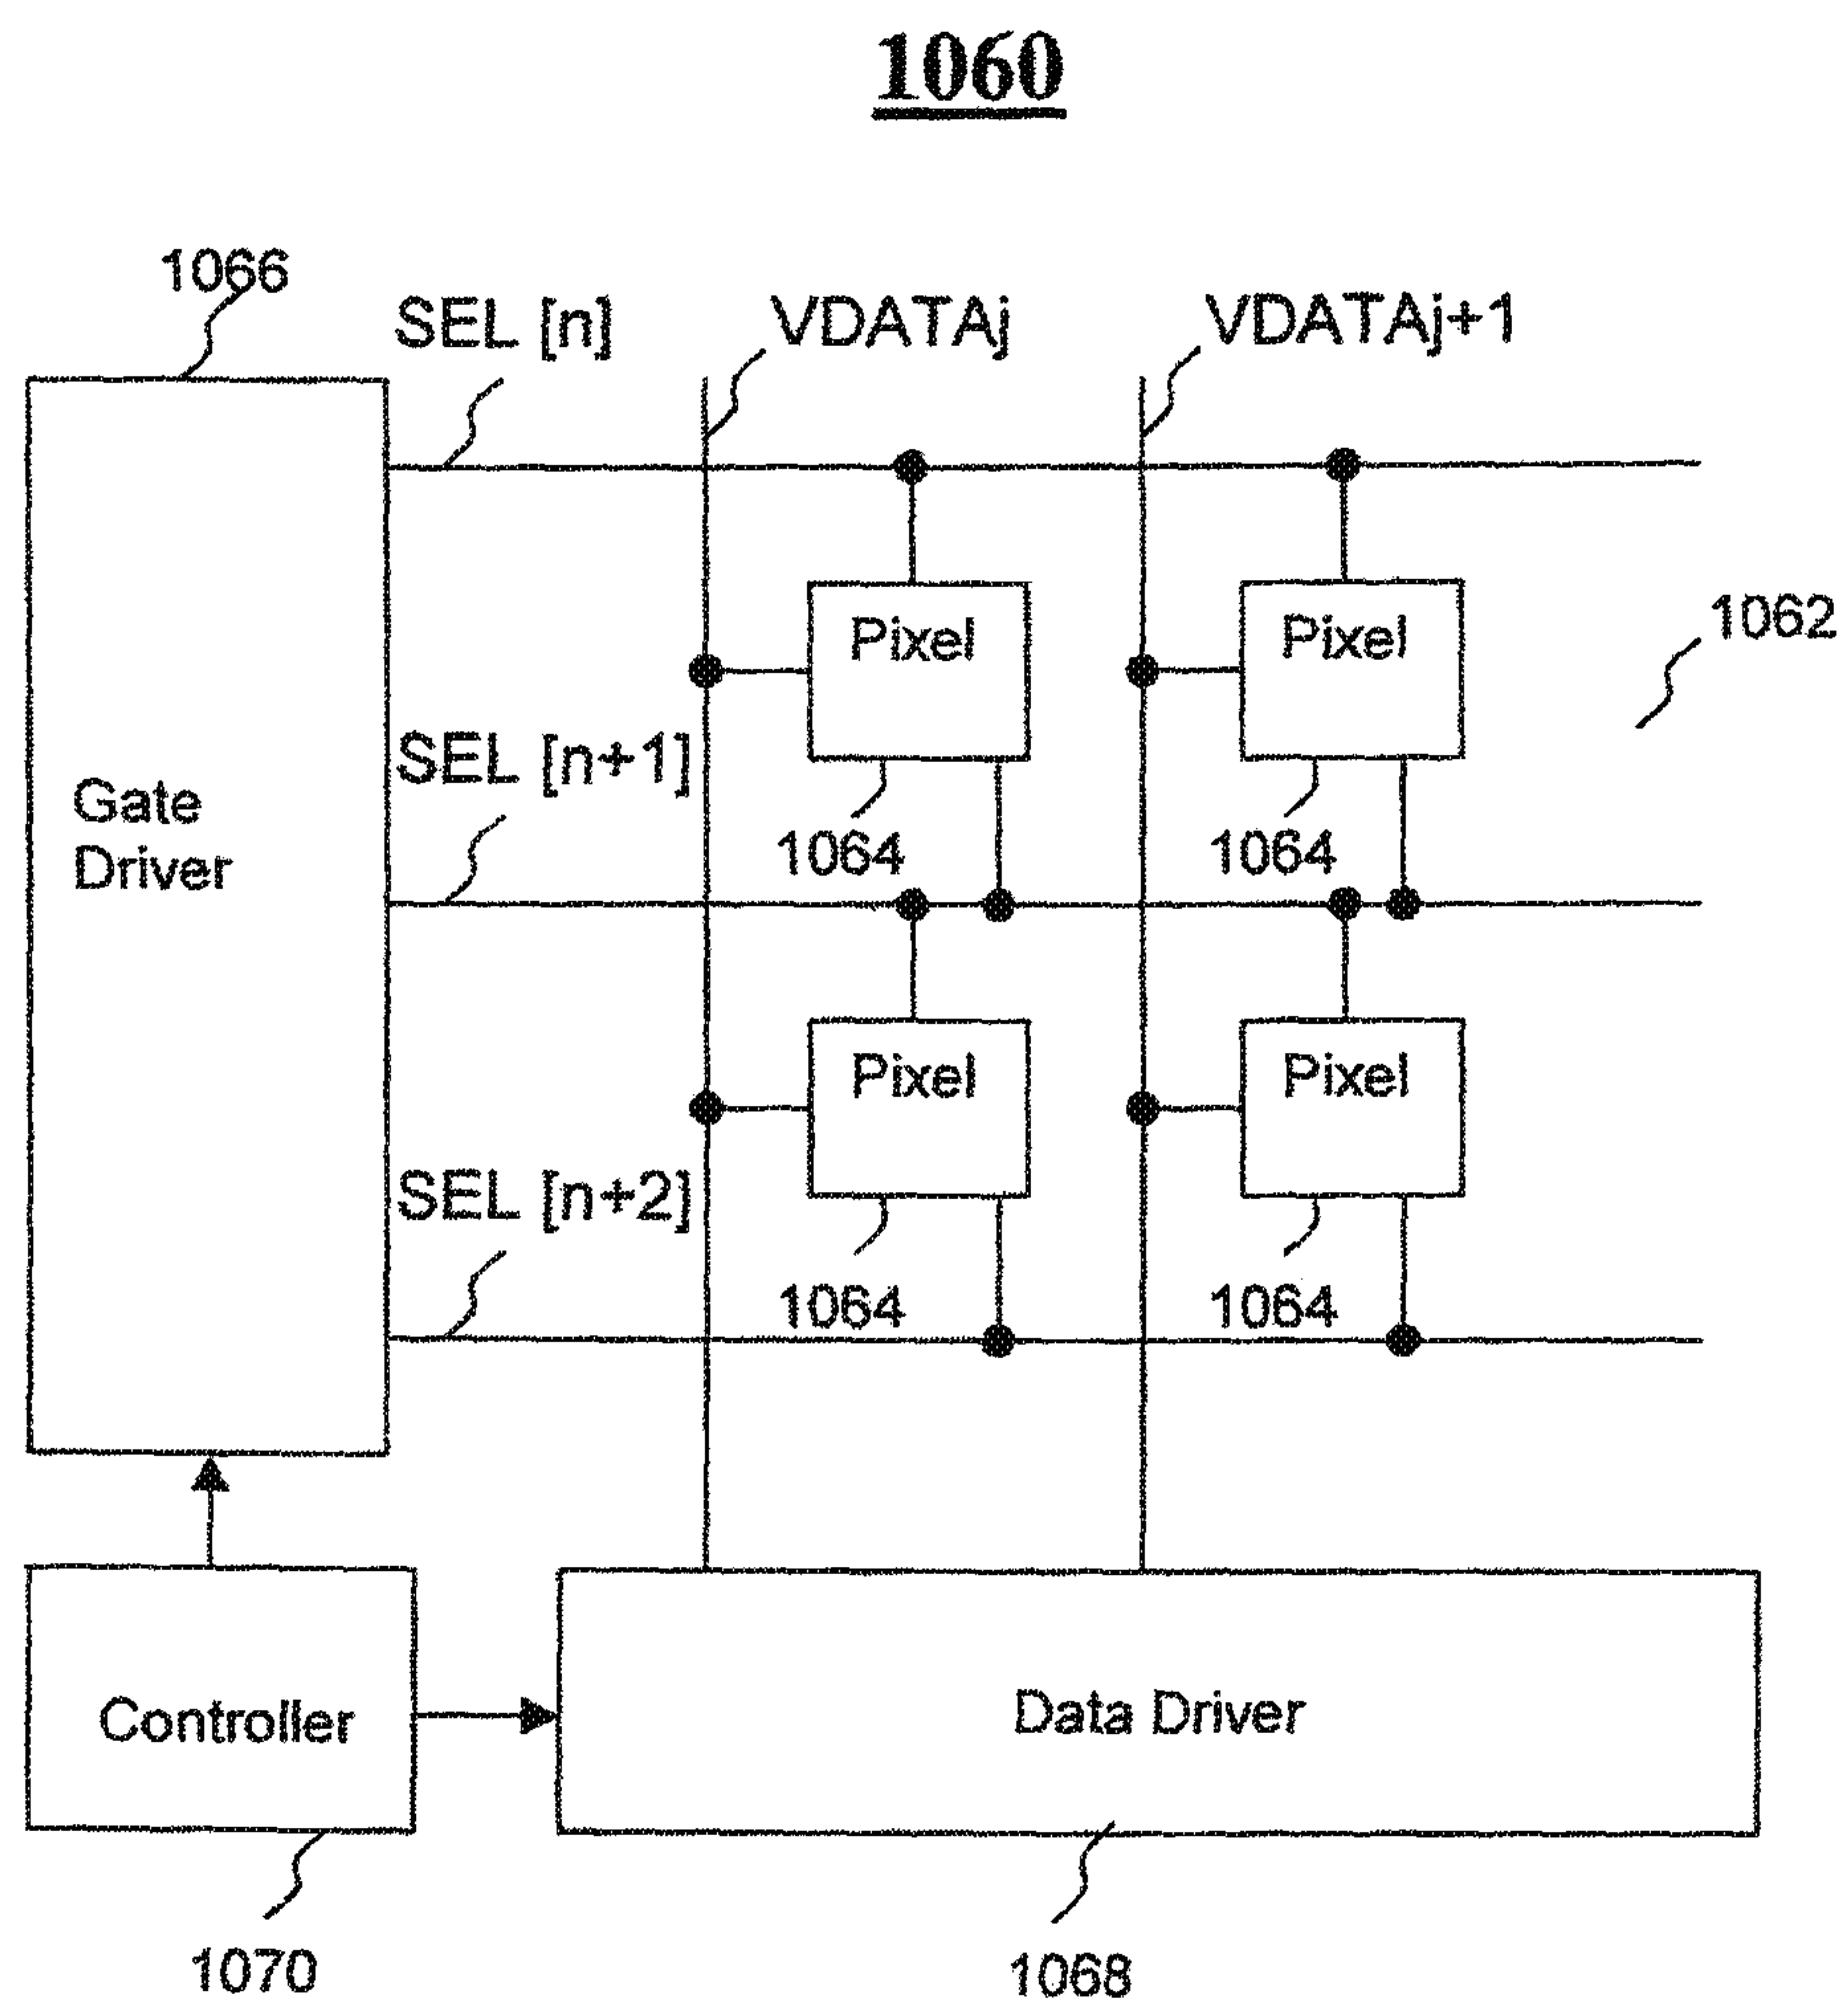 1060
1066
SEL [n]
VDATAj
VDATAj+1
Pixel
Pixel
1062
SEL [n+1]
Gate
Driver
1064
1064
Pixel
Pixel
SEL [n+2]
1064
1064
Controller
Data Driver
1070
1068